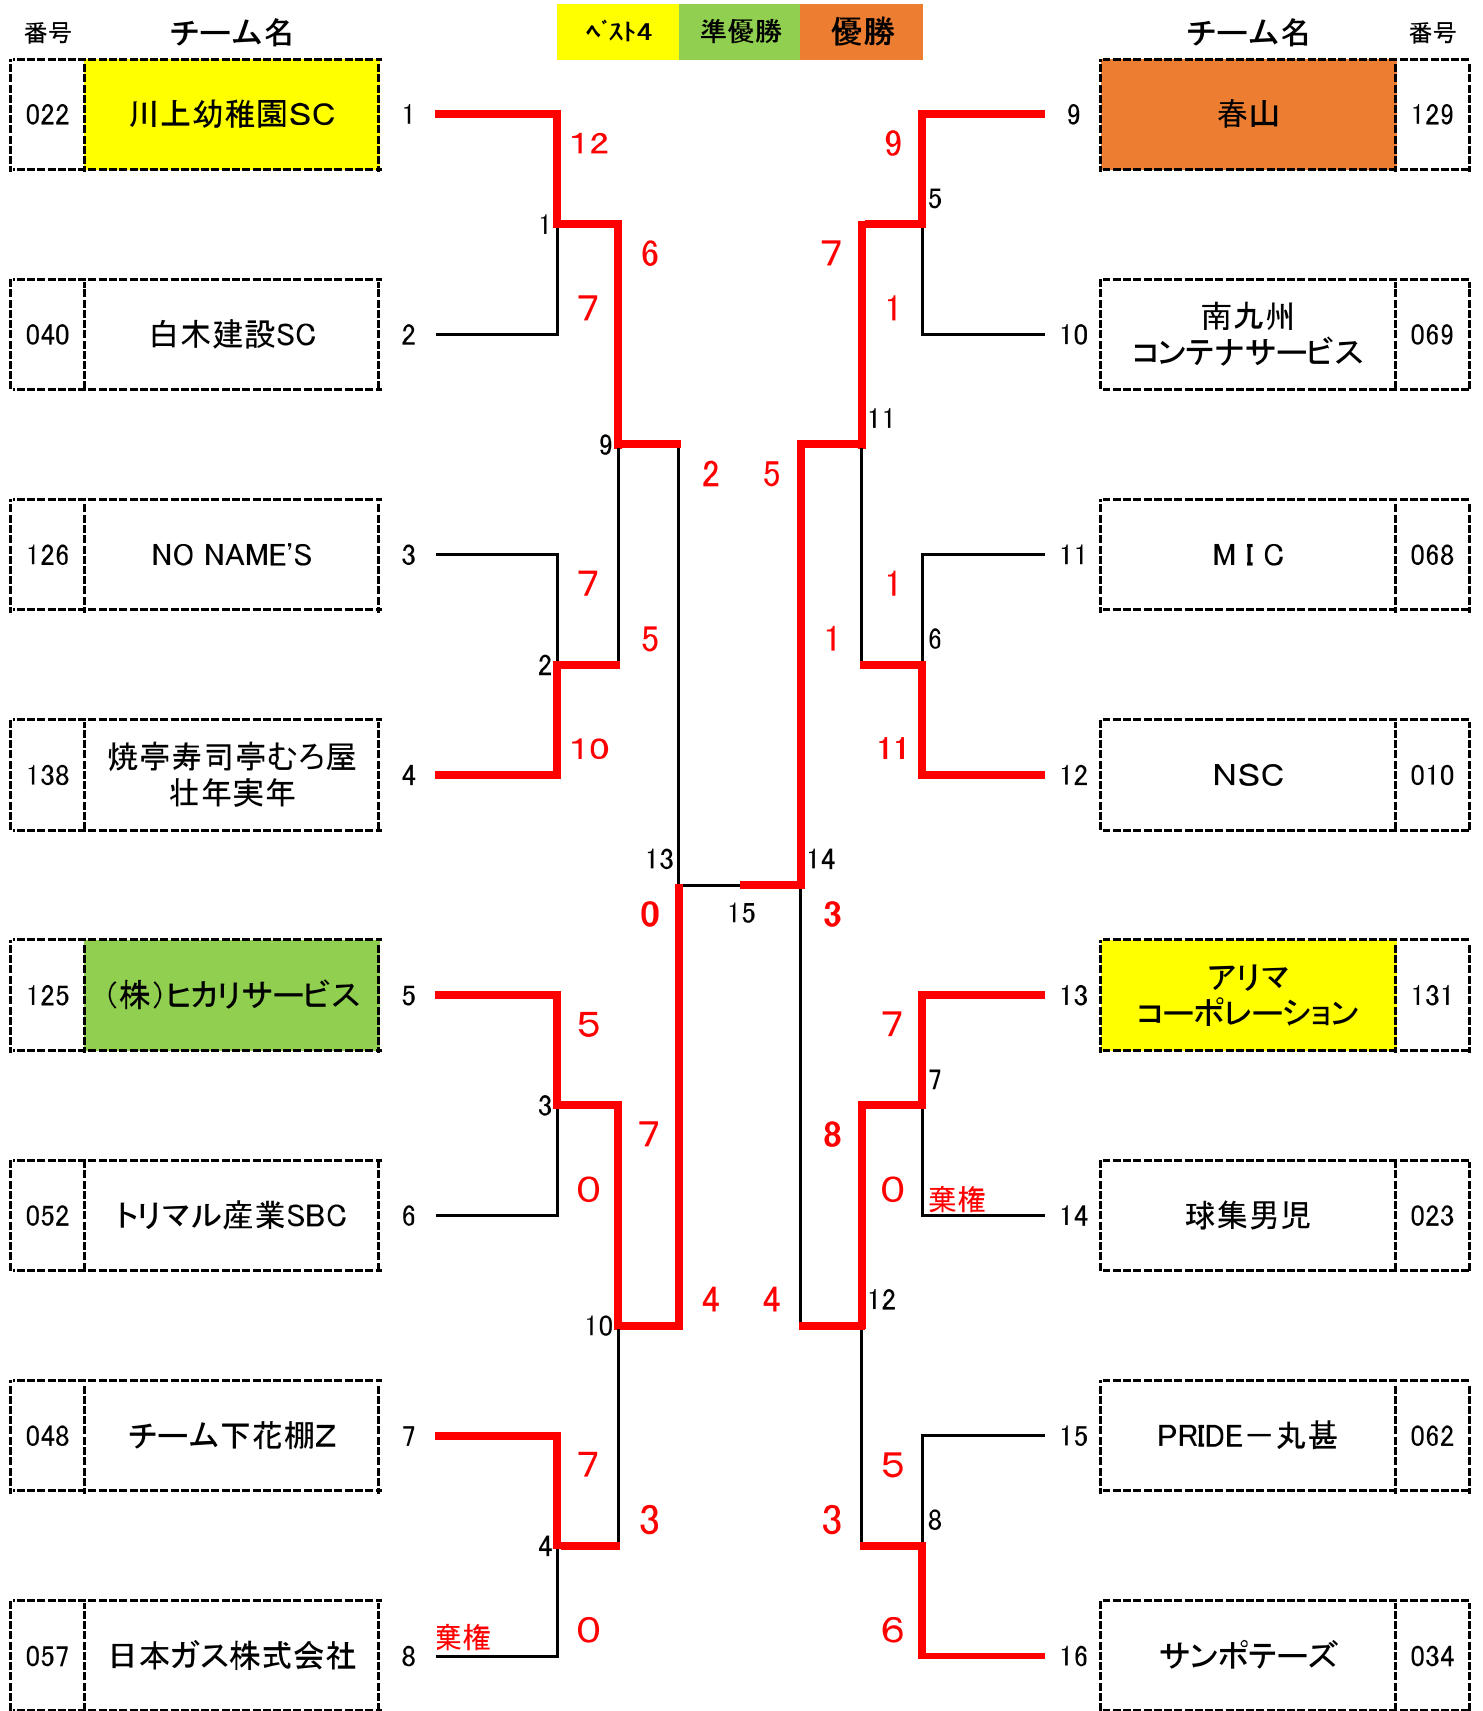 番号 チーム名 ベスト4 準優勝 優勝 チーム名 番号
022 川上幼稚園SC 1 9 春山 129
12 9
1 5
6 7
7 1
040 白木建設SC 2 10 南九州 069
コンテナサービス
9 11
2 5
126 NO NAME'S 3 11 MIC 068
7 1
5 1
2 6
10 11
138 焼亭寿司亭むろ屋 4 12 NSC 010
壮年実年
13 14
0 15 3
125 (株)ヒカリサービス 5 13 アリマ 131
コーポレーション
5 7
3 7
7 8
0 0
052 トリマル産業SBC 6 棄権 14 球集男児 023
10 12
4 4
048 チーム下花棚Z 7 15 PRIDE-丸甚 062
7 5
3 3
4 8
0 6
057 日本ガス株式会社 8 棄権 16 サンポテーズ 034